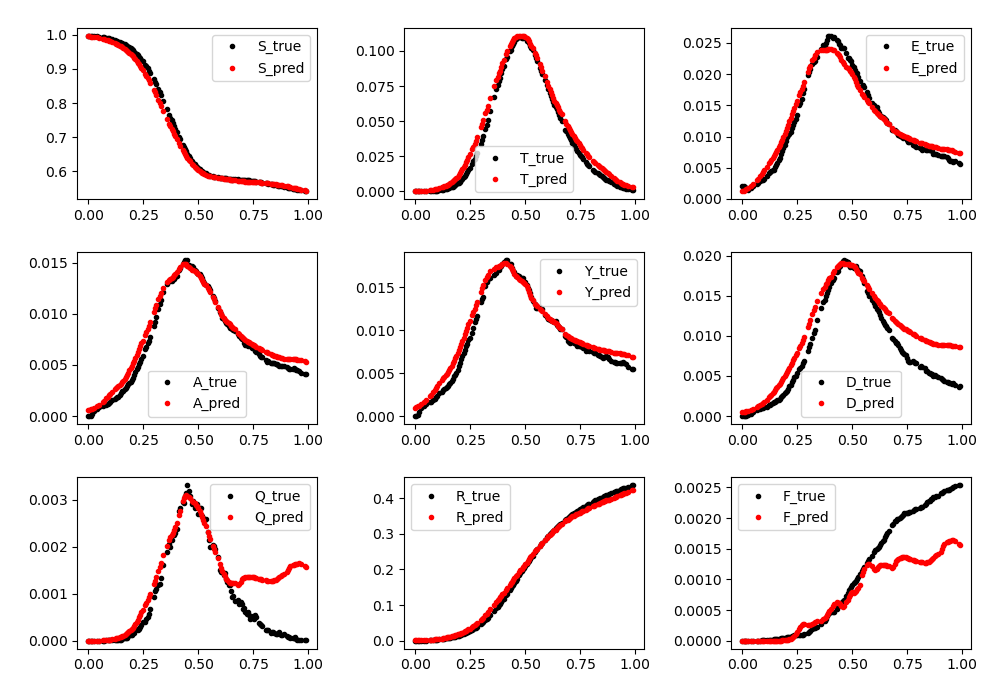 1.0
0.9
0.8
0.7
0.6
0.00 0.25 0.50 0.75 1.00
S_true
S_pred
0.100
0.075
0.050
0.025
0.000
0.00 0.25 0.50 0.75 1.00
T_true
T_pred
0.025
0.020
0.015
0.010
0.005
0.000
0.00 0.25 0.50 0.75 1.00
E_true
E_pred
0.015
0.010
0.005
0.000
0.00 0.25 0.50 0.75 1.00
A_true
A_pred
0.015
0.010
0.005
0.000
0.00 0.25 0.50 0.75 1.00
Y_true
Y_pred
0.020
0.015
0.010
0.005
0.000
0.00 0.25 0.50 0.75 1.00
D_true
D_pred
0.003
0.002
0.001
0.000
0.00 0.25 0.50 0.75 1.00
Q_true
Q_pred
0.4
0.3
0.2
0.1
0.0
0.00 0.25 0.50 0.75 1.00
R_true
R_pred
0.0025
0.0020
0.0015
0.0010
0.0005
0.0000
0.00 0.25 0.50 0.75 1.00
F_true
F_pred